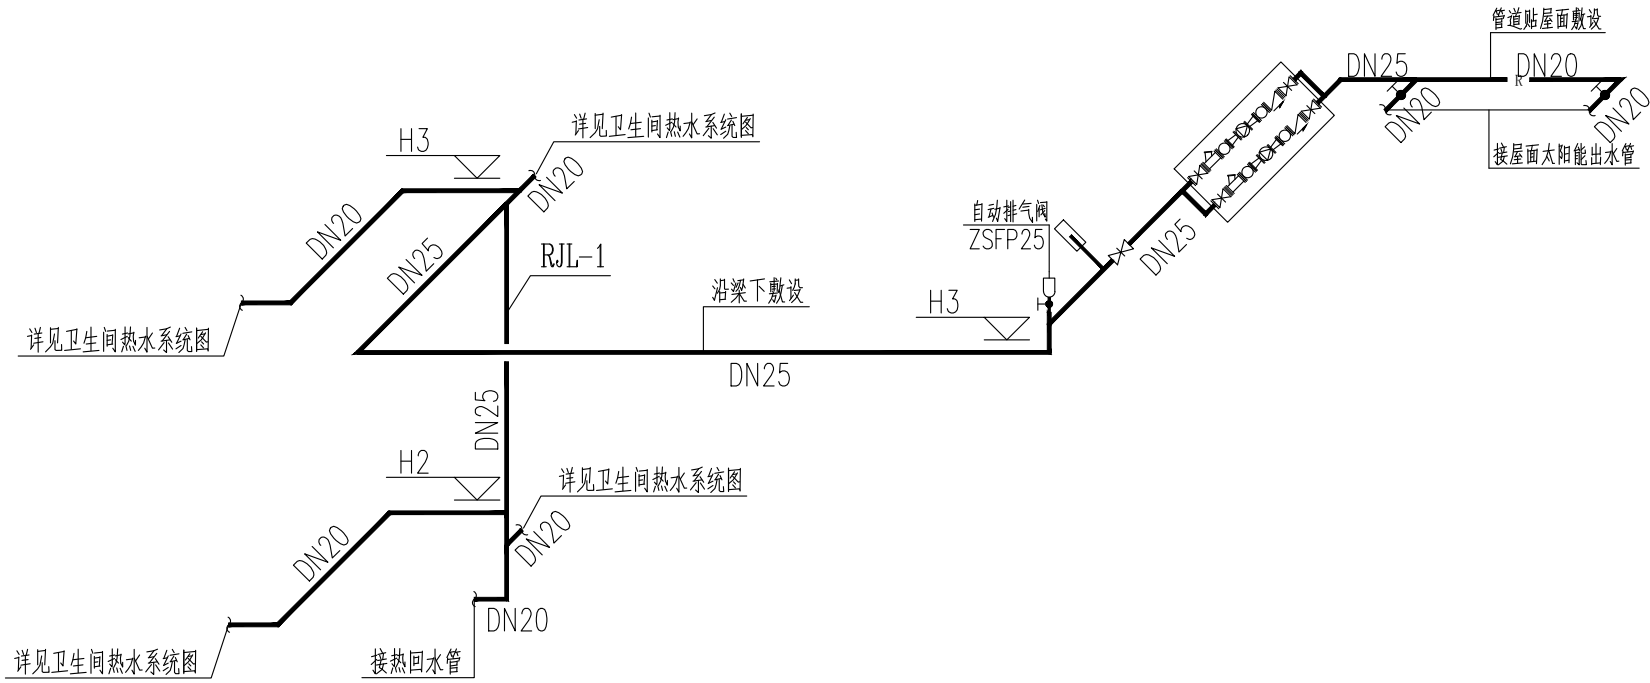 管道贴屋面敷设
DN25
DN20
R
DN20
DN20
接屋面太阳能出水管
详见卫生间热水系统图
H3
DN20
DN20
DN25
RJL-1
自动排气阀
ZSFP25
DN25
沿梁下敷设
H3
详见卫生间热水系统图
DN25
DN25
H2
详见卫生间热水系统图
DN20
DN20
DN20
详见卫生间热水系统图
接热回水管